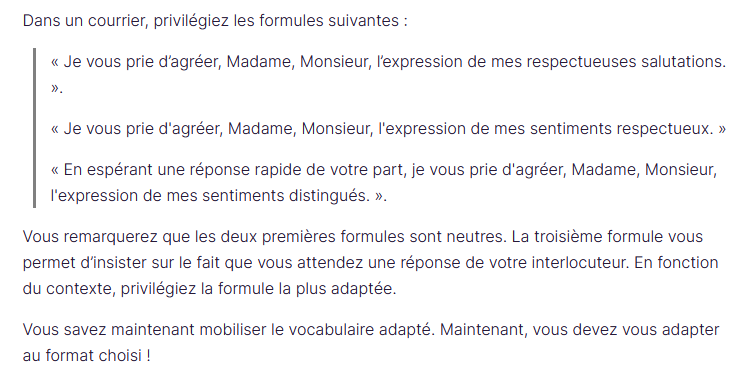 Dans un courrier, privilégiez les formules suivantes :
« Je vous prie d’agréer, Madame, Monsieur, l’expression de mes respectueuses salutations.
».
« Je vous prie d'agréer, Madame, Monsieur, l'expression de mes sentiments respectueux. »
« En espérant une réponse rapide de votre part, je vous prie d'agréer, Madame, Monsieur,
l'expression de mes sentiments distingués. ».
Vous remarquerez que les deux premières formules sont neutres. La troisième formule vous
permet d’insister sur le fait que vous attendez une réponse de votre interlocuteur. En fonction
du contexte, privilégiez la formule la plus adaptée.
Vous savez maintenant mobiliser le vocabulaire adapté. Maintenant, vous devez vous adapter
au format choisi !